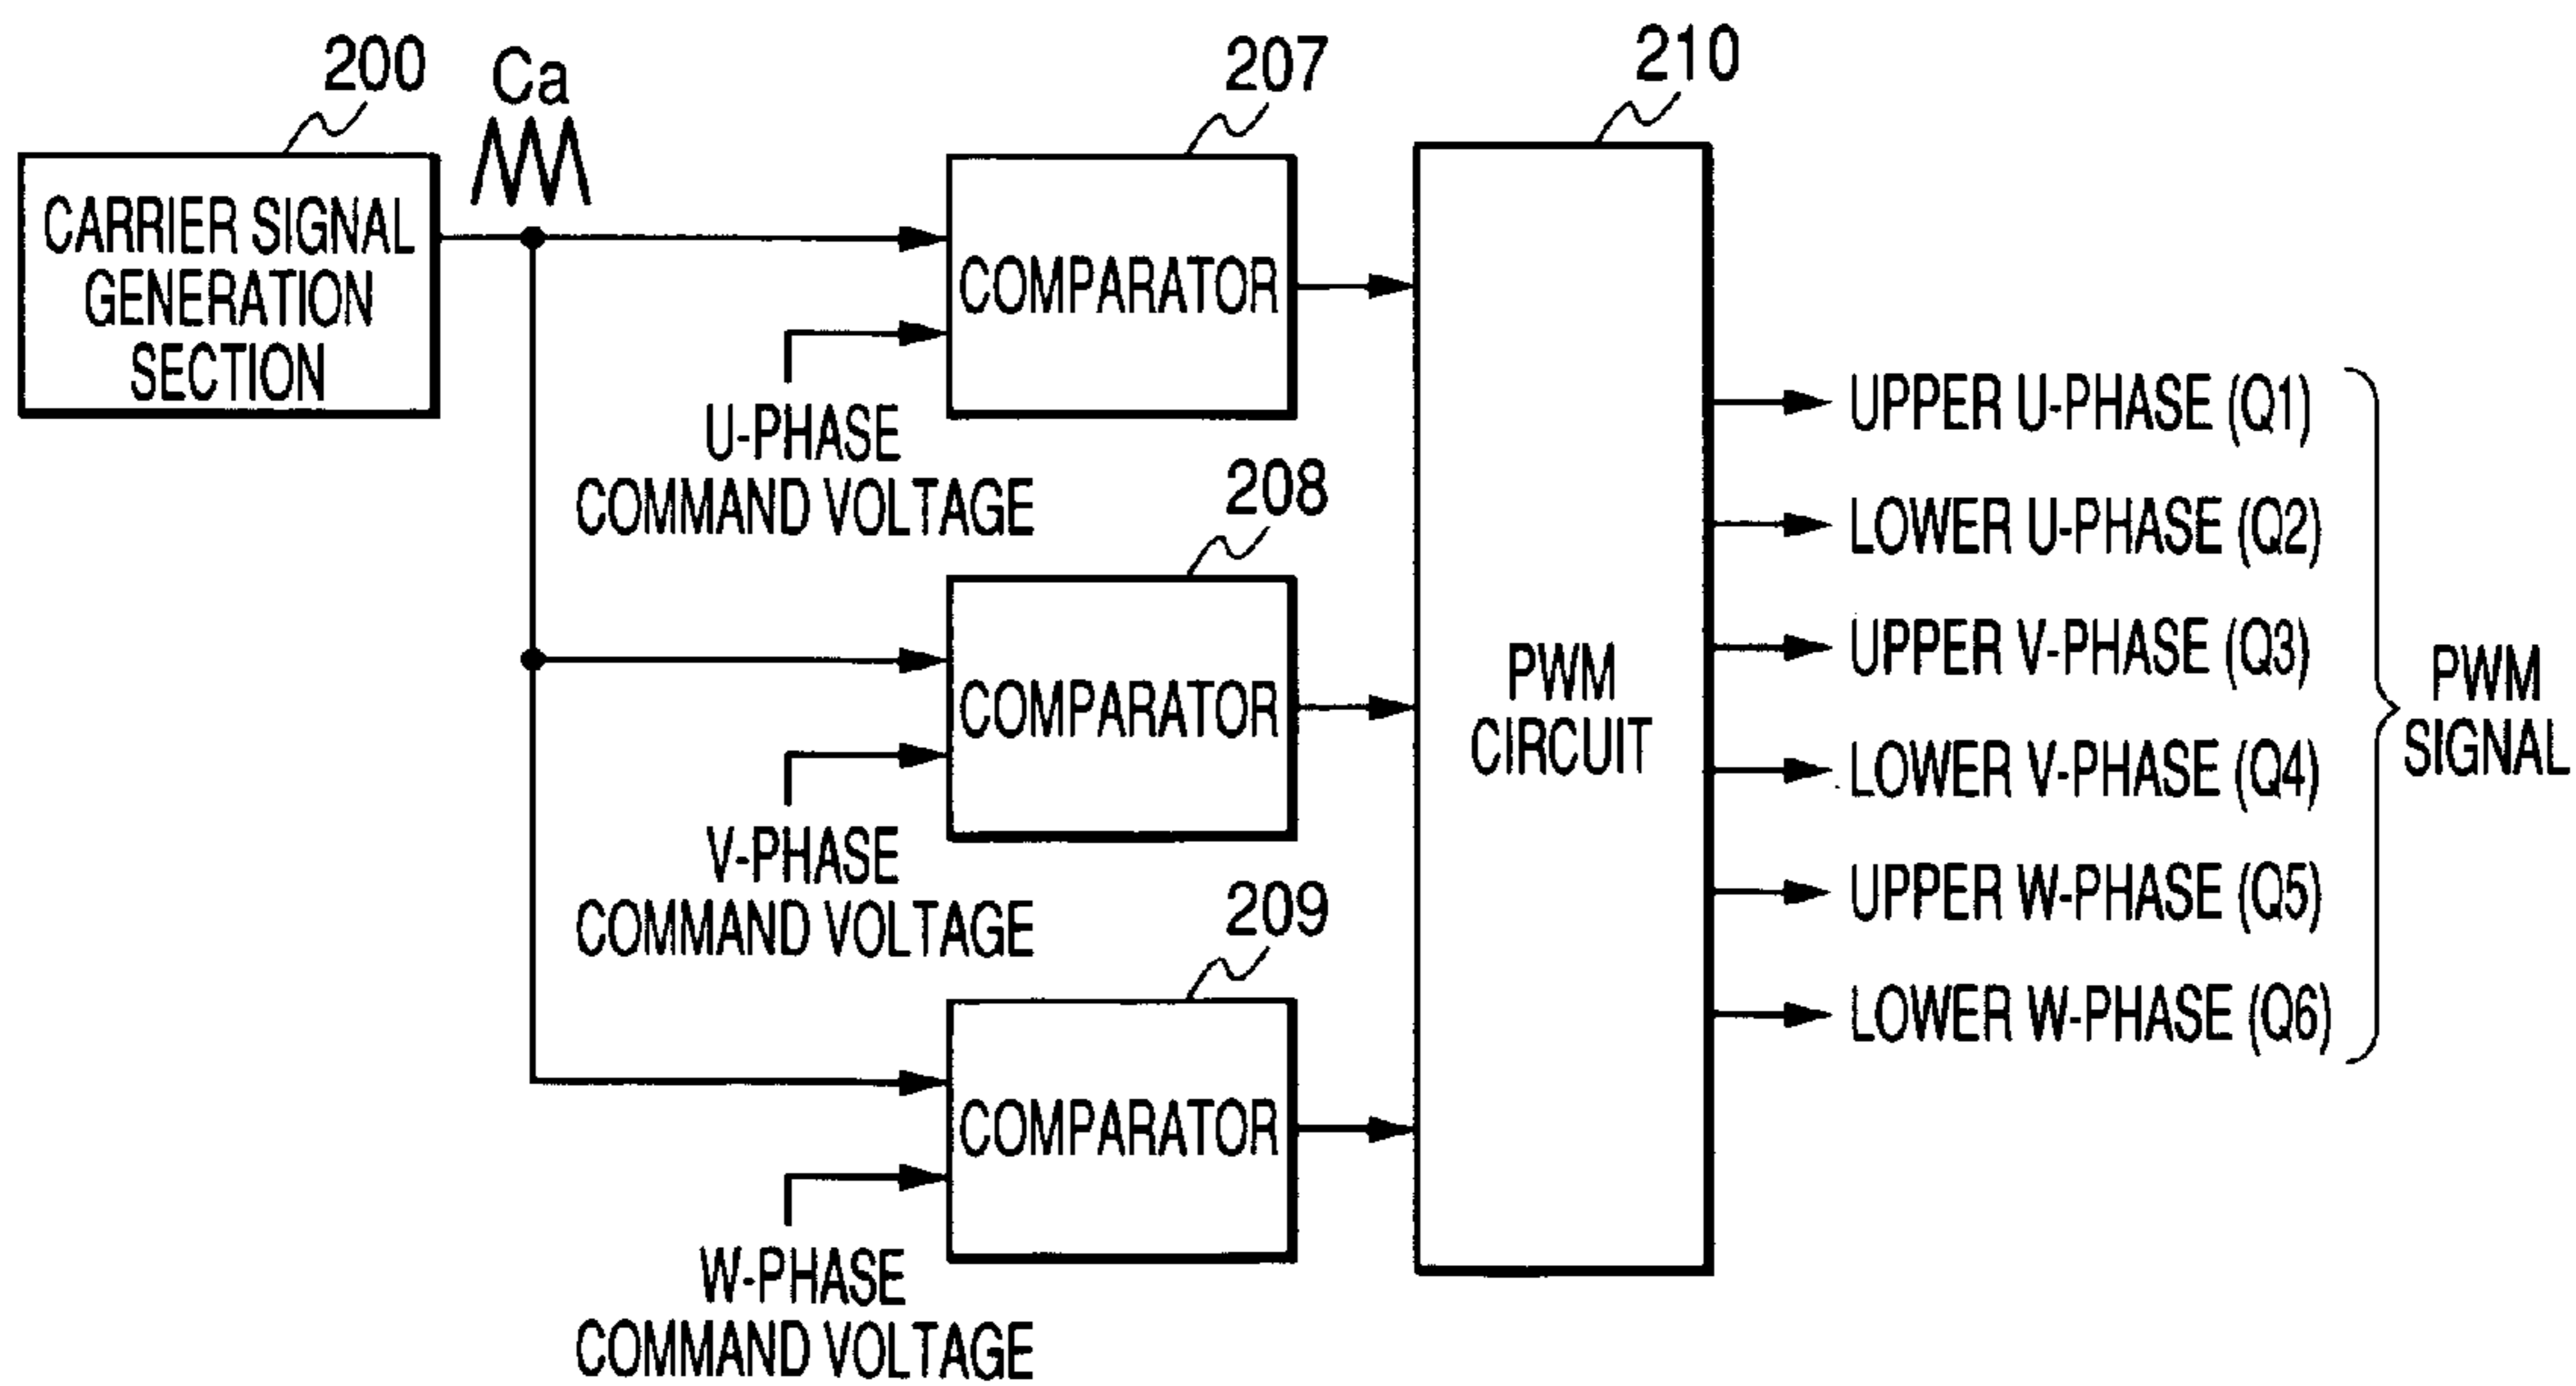 200
Ca
207
210
CARRIER SIGNAL
GENERATION
SECTION
COMPARATOR
U-PHASE
COMMAND VOLTAGE
208
COMPARATOR
V-PHASE
COMMAND VOLTAGE
209
COMPARATOR
W-PHASE
COMMAND VOLTAGE
PWM
CIRCUIT
UPPER U-PHASE (Q1)
LOWER U-PHASE (Q2)
UPPER V-PHASE (Q3)
LOWER V-PHASE (Q4)
UPPER W-PHASE (Q5)
LOWER W-PHASE (Q6)
PWM
SIGNAL